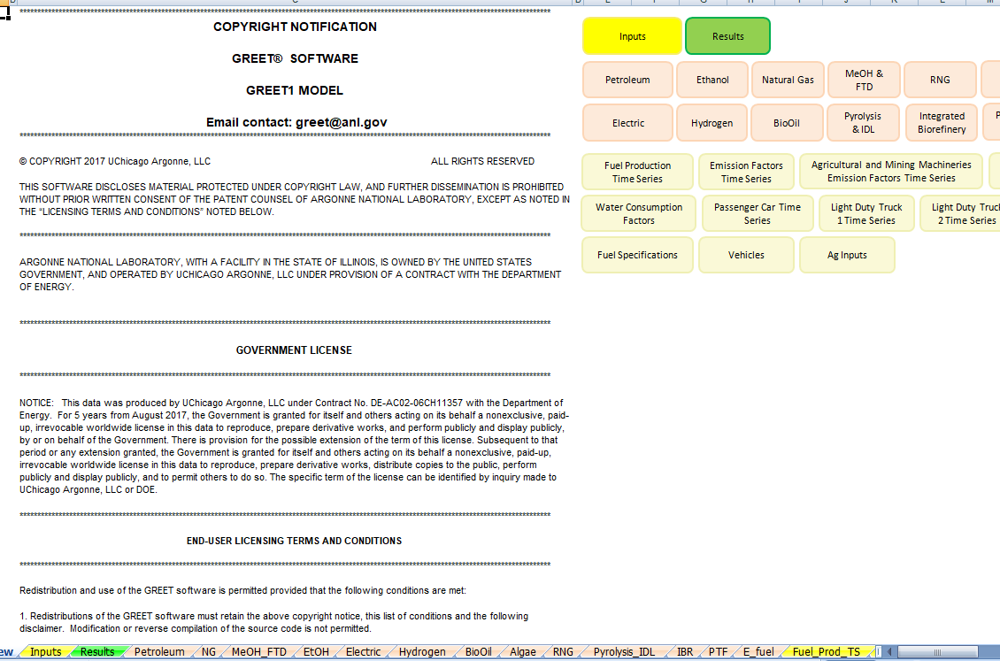 COPYRIGHT NOTIFICATION
GREET® SOFTWARE
GREET1 MODEL
Email contact: greet@anl.gov
© COPYRIGHT 2017 UChicago Argonne, LLC ALL RIGHTS RESERVED
THIS SOFTWARE DISCLOSES MATERIAL PROTECTED UNDER COPYRIGHT LAW, AND FURTHER DISSEMINATION IS PROHIBITED
WITHOUT PRIOR WRITTEN CONSENT OF THE PATENT COUNSEL OF ARGONNE NATIONAL LABORATORY, EXCEPT AS NOTED IN
THE “LICENSING TERMS AND CONDITIONS” NOTED BELOW.
ARGONNE NATIONAL LABORATORY, WITH A FACILITY IN THE STATE OF ILLINOIS, IS OWNED BY THE UNITED STATES
GOVERNMENT, AND OPERATED BY UCHICAGO ARGONNE, LLC UNDER PROVISION OF A CONTRACT WITH THE DEPARTMENT
OF ENERGY.
GOVERNMENT LICENSE
NOTICE: This data was produced by UChicago Argonne, LLC under Contract No. DE-AC02-06CH11357 with the Department of
Energy. For 5 years from August 2017, the Government is granted for itself and others acting on its behalf a nonexclusive, paid-
up, irrevocable worldwide license in this data to reproduce, prepare derivative works, and perform publicly and display publicly,
by or on behalf of the Government. There is provision for the possible extension of the term of this license. Subsequent to that
period or any extension granted, the Government is granted for itself and others acting on its behalf a nonexclusive, paid-up,
irrevocable worldwide license in this data to reproduce, prepare derivative works, distribute copies to the public, perform
publicly and display publicly, and to permit others to do so. The specific term of the license can be identified by inquiry made to
UChicago Argonne, LLC or DOE.
END-USER LICENSING TERMS AND CONDITIONS
Redistribution and use of the GREET software is permitted provided that the following conditions are met:
1. Redistributions of the GREET software must retain the above copyright notice, this list of conditions and the following
disclaimer. Modification or reverse compilation of the source code is not permitted.
Inputs
Results
Petroleum
Ethanol
Natural Gas
MeOH &
FTD
RNG
Electric
Hydrogen
BioOil
Pyrolysis
& IDL
Integrated
Biorefinery
Fuel Production
Time Series
Emission Factors
Time Series
Agricultural and Mining Machineries
Emission Factors Time Series
Water Consumption
Factors
Passenger Car Time
Series
Light Duty Truck
1 Time Series
Light Duty Truck
2 Time Series
Fuel Specifications
Vehicles
Ag Inputs
Inputs Results Petroleum NG MeOH_FTD EtOH Electric Hydrogen BioOil Algae RNG Pyrolysis_IDL IBR PTF E_fuel Fuel_Prod_TS